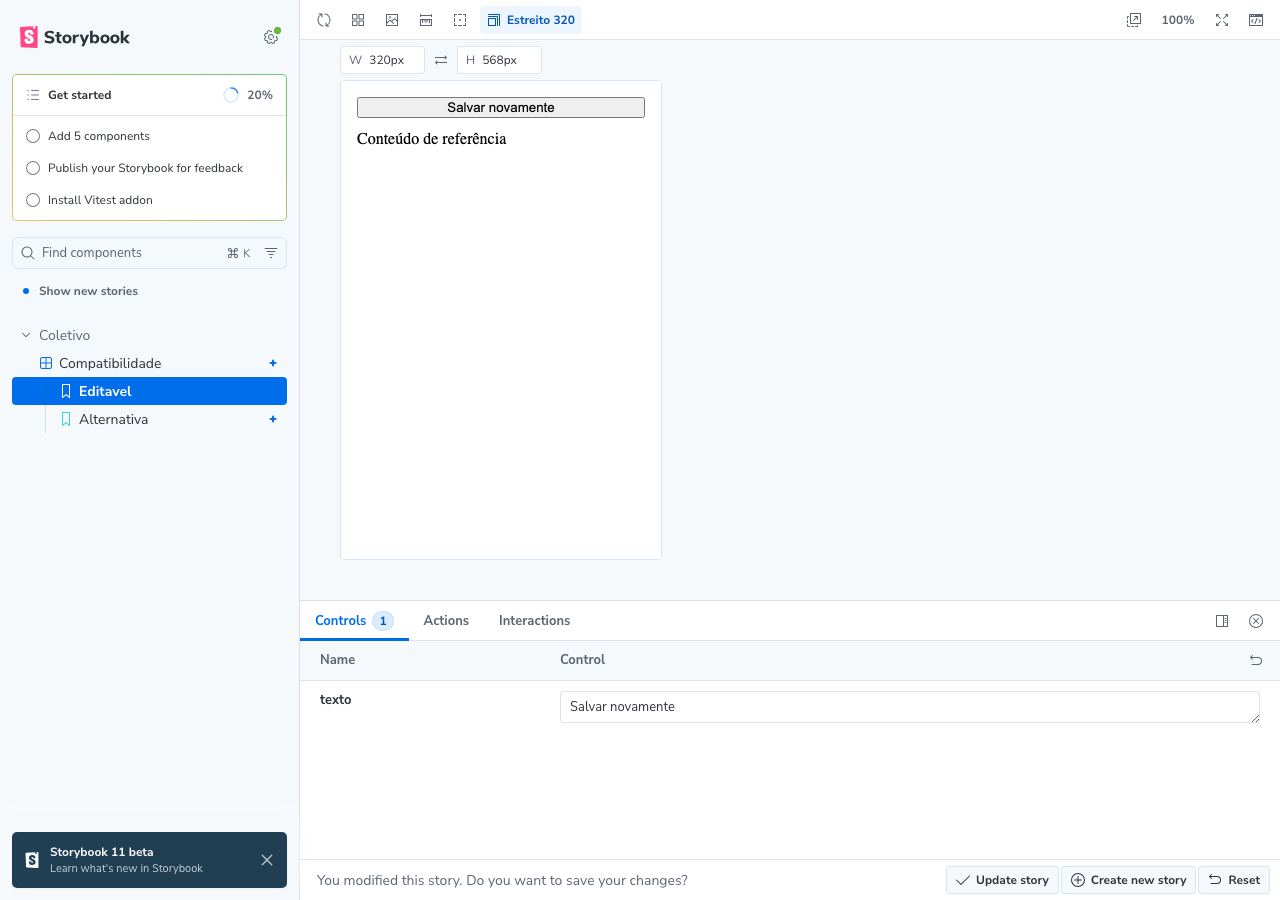 Storybook
Get started 20%
Add 5 components
Publish your Storybook for feedback
Install Vitest addon
Find components ⌘ K
Show new stories
Coletivo
Compatibilade
Editavel
Alternativa
Storybook 11 beta
Learn what's new in Storybook
Estreito 320 100%
W 320px H 568px
Salvar novamente
Conteúdo de referência
Controls 1 Actions Interactions
Name Control
texto Salvar novamente
You modified this story. Do you want to save your changes? Update story Create new story Reset